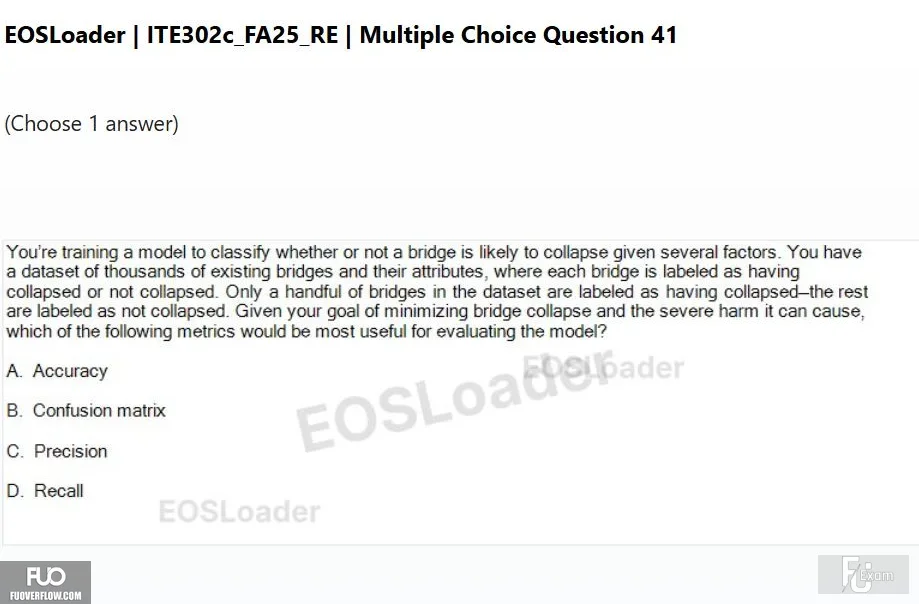 EOSLoader | ITE302c_FA25_RE | Multiple Choice Question 41
(Choose 1 answer)
You're training a model to classify whether or not a bridge is likely to collapse given several factors. You have
a dataset of thousands of existing bridges and their attributes, where each bridge is labeled as having
collapsed or not collapsed. Only a handful of bridges in the dataset are labeled as having collapsed–the rest
are labeled as not collapsed. Given your goal of minimizing bridge collapse and the severe harm it can cause,
which of the following metrics would be most useful for evaluating the model?
A. Accuracy
EOSLoader
B. Confusion matrix
EOSLoader
C. Precision
D. Recall
EOSLoader
FUO
FUOVERFLOW.COM
Exam